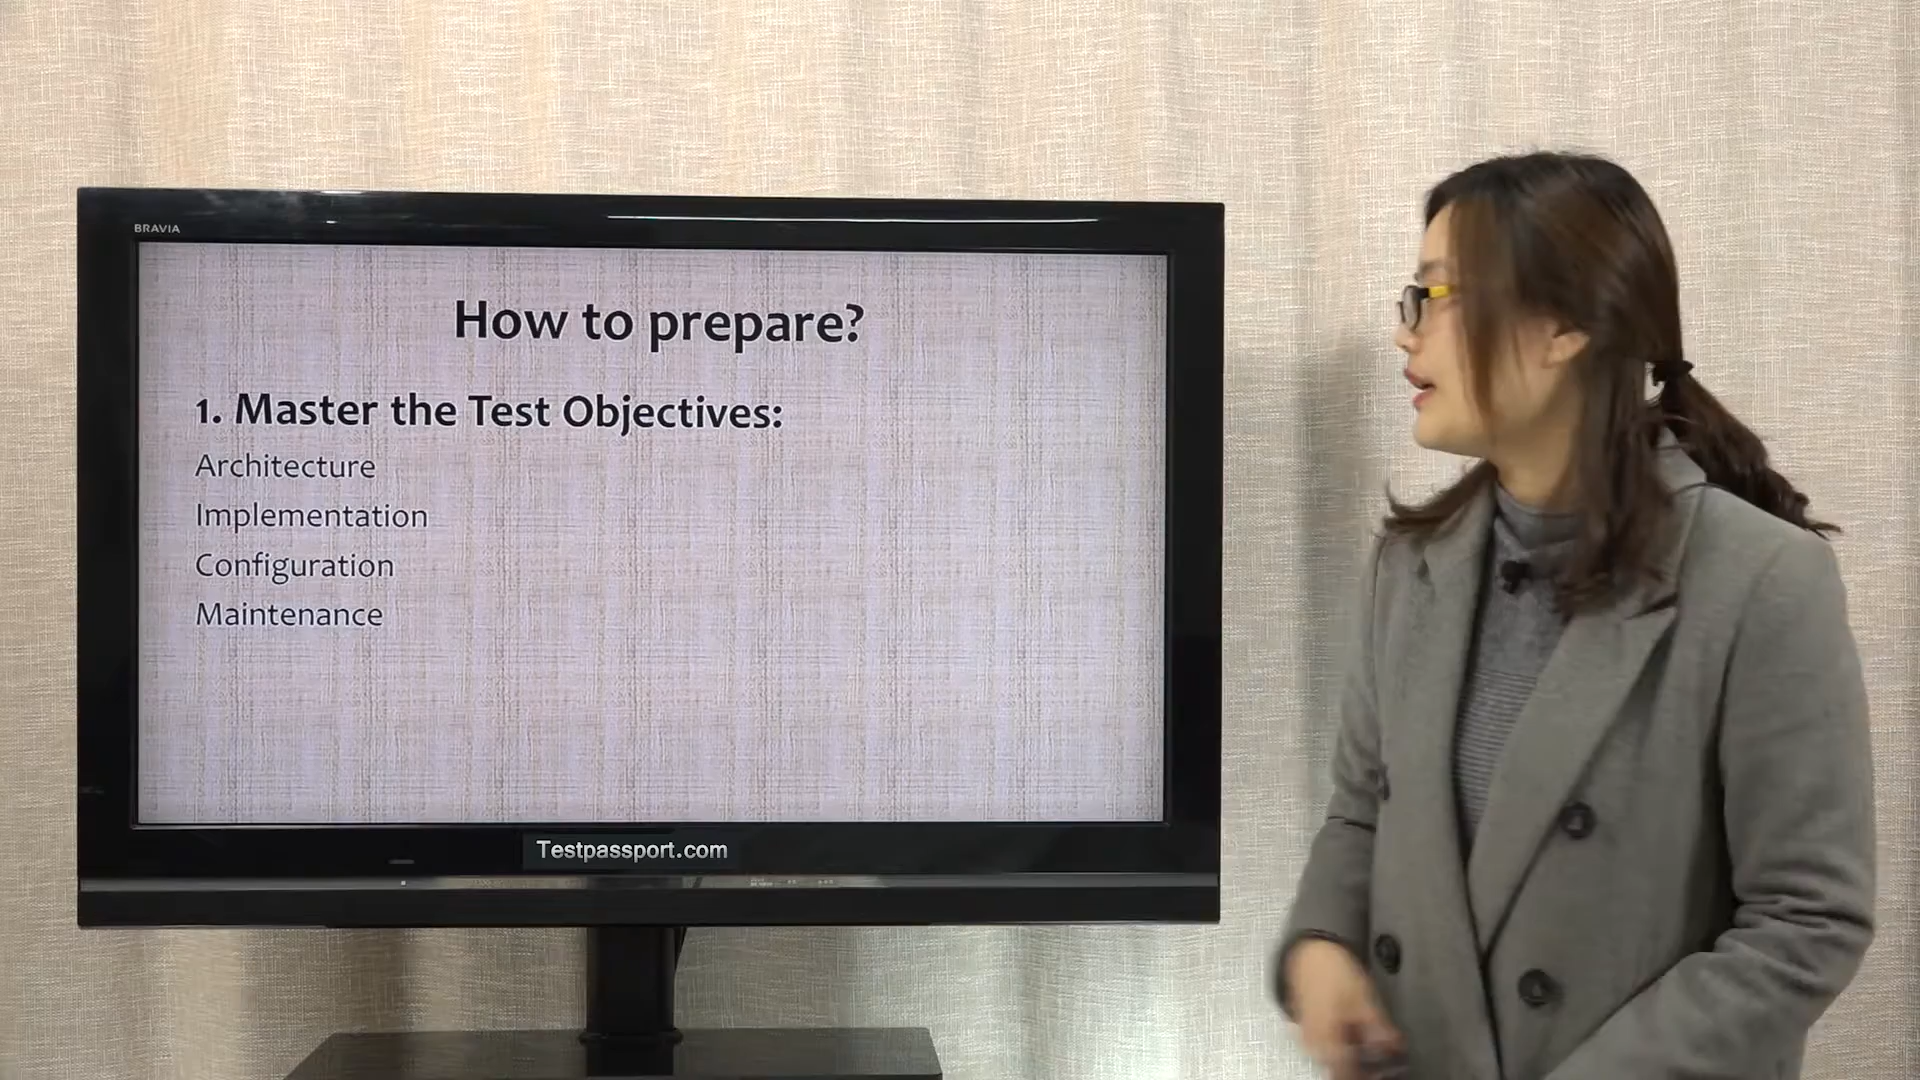 BRAVIA
How to prepare?
1. Master the Test Objectives:
Architecture
Implementation
Configuration
Maintenance
Testpassport.com